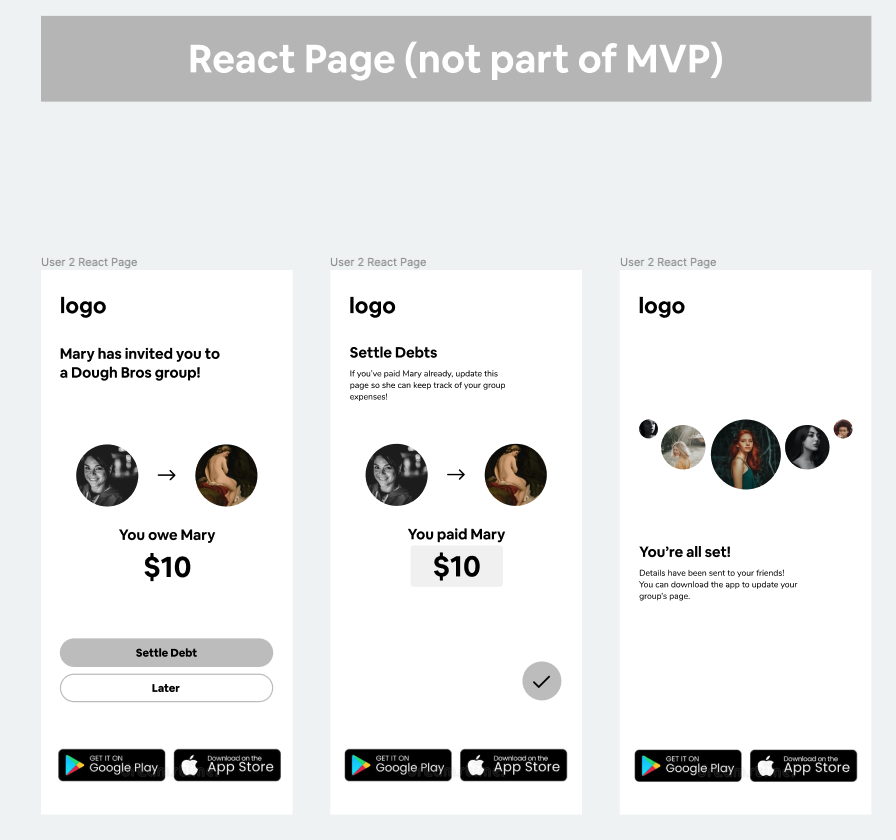 React Page (not part of MVP)
User 2 React Page
logo
Mary has invited you to
a Dough Bros group!
You owe Mary
$10
Settle Debt
Later
GET IT ON
Google Play
Download on the
App Store
User 2 React Page
logo
Settle Debts
If you've paid Mary already, update this
page so she can keep track of your group
expenses!
You paid Mary
$10
GET IT ON
Google Play
Download on the
App Store
User 2 React Page
logo
You're all set!
Details have been sent to your friends!
You can download the app to update your
group's page.
GET IT ON
Google Play
Download on the
App Store